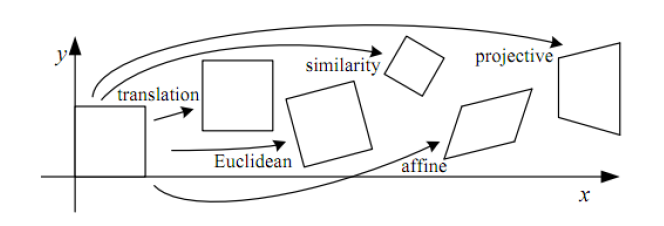 y
similarity
projective
translation
Euclidean
affine
x